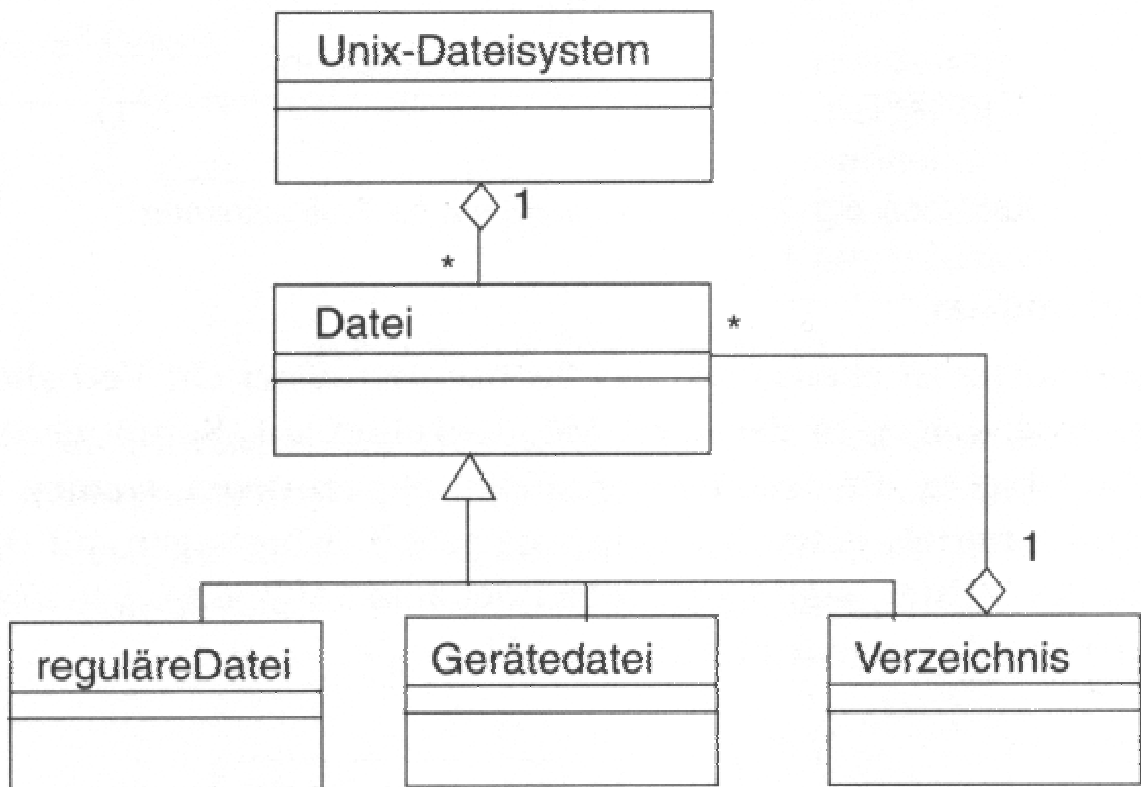 Unix-Dateisystem
1
*
Datei
*
1
reguläreDatei
Gerätedatei
Verzeichnis